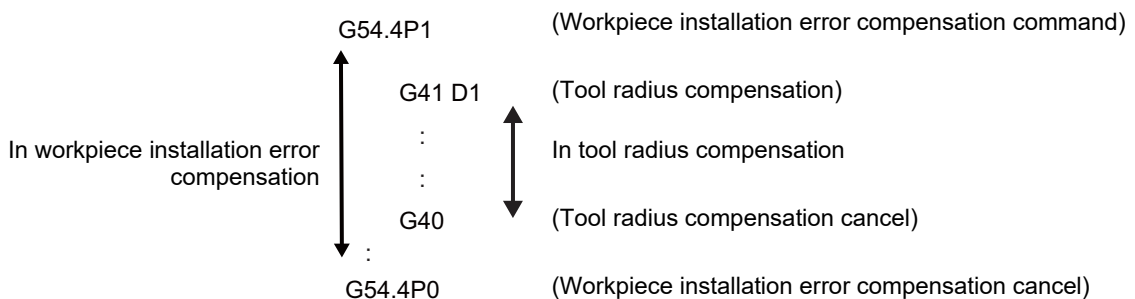 G54.4P1 (Workpiece installation error compensation command)
G41 D1 (Tool radius compensation)
:
In workpiece installation error compensation
In tool radius compensation
:
G40 (Tool radius compensation cancel)
:
G54.4P0 (Workpiece installation error compensation cancel)